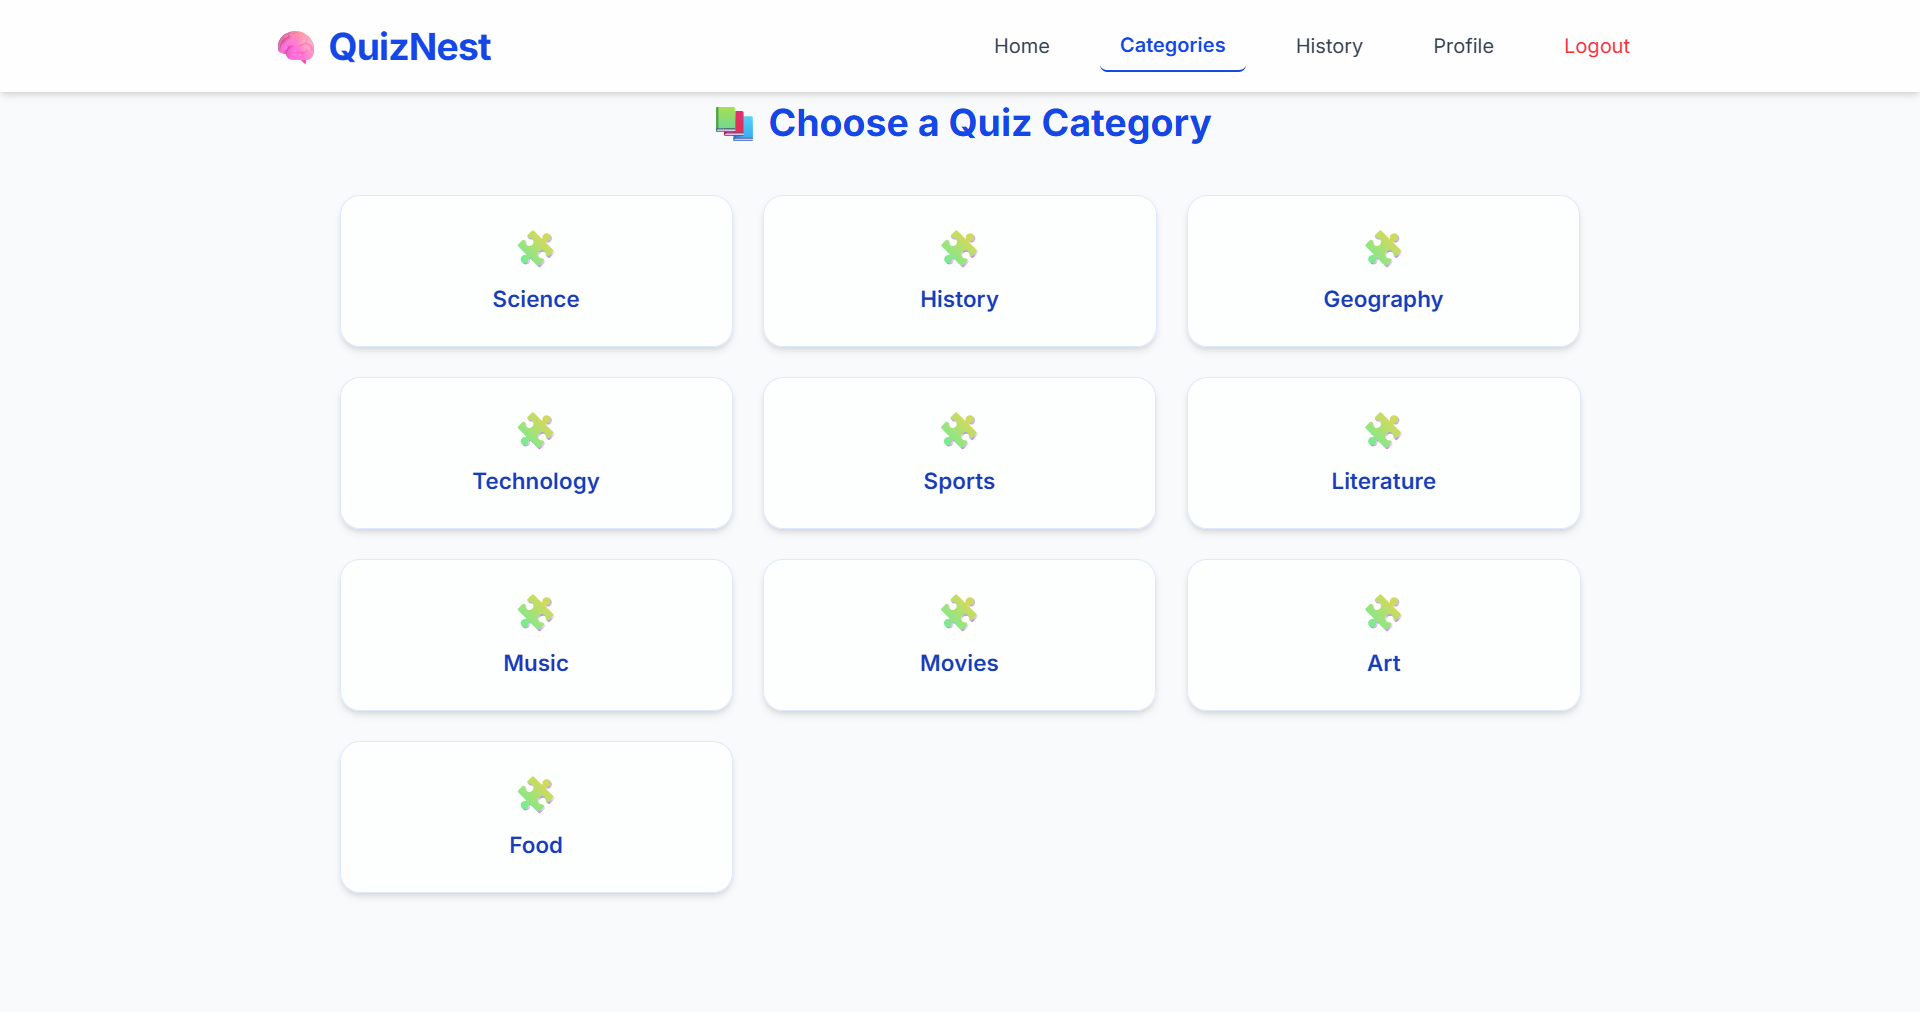 QuizNest
Home Categories History Profile Logout
Choose a Quiz Category
Science History Geography
Technology Sports Literature
Music Movies Art
Food